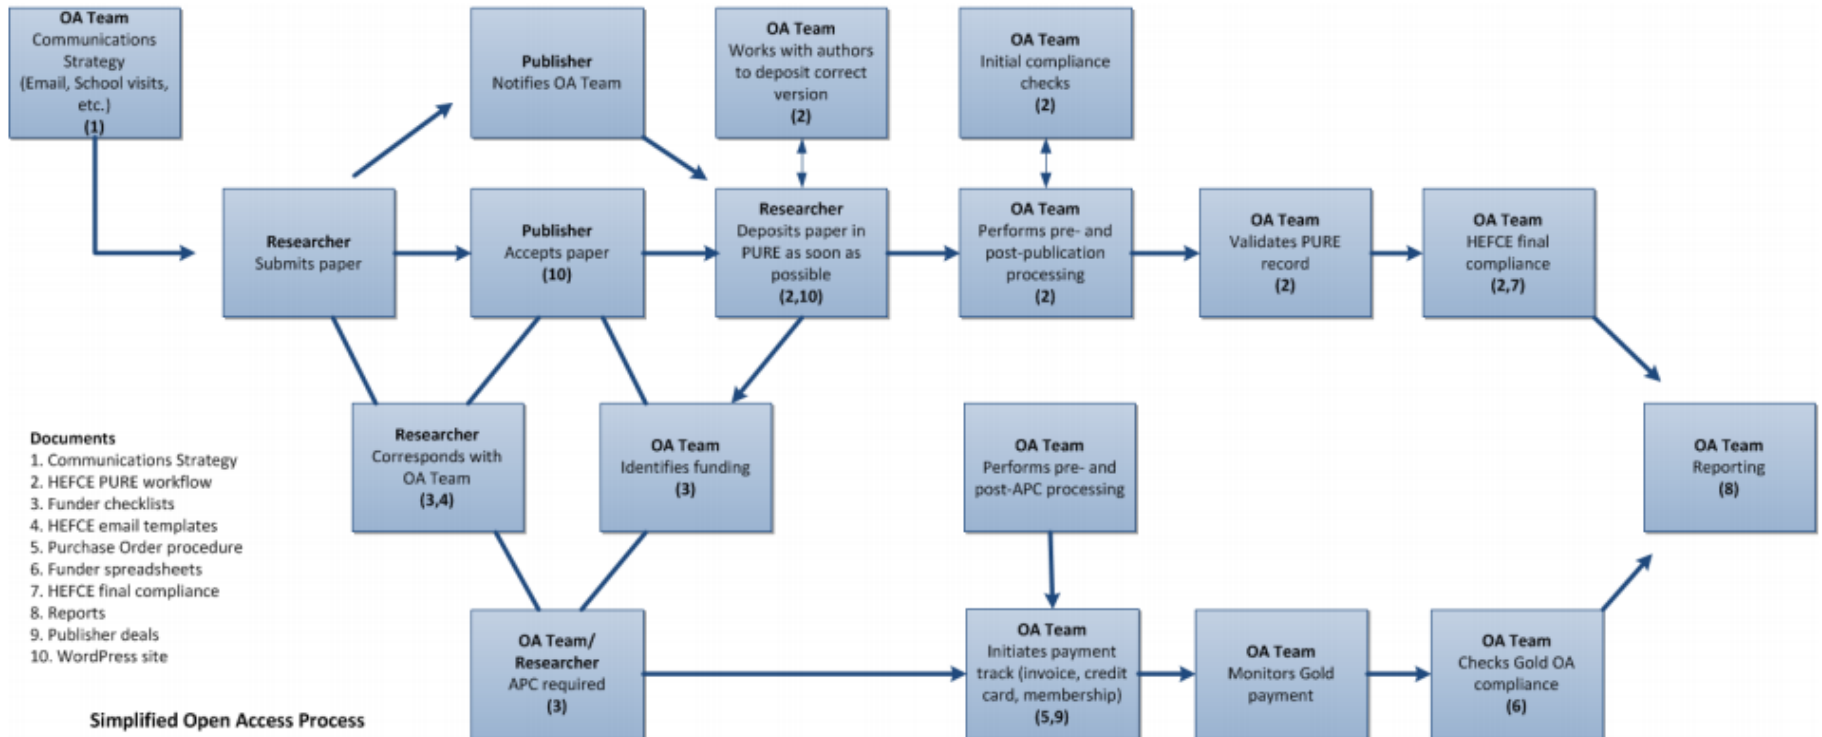 OA Team
Communications
Strategy
(Email, School visits,
etc.)
(1)
Publisher
Notifies OA Team
OA Team
Works with authors
to deposit correct
version
(2)
OA Team
Initial compliance
checks
(2)
Researcher
Submits paper
Publisher
Accepts paper
(10)
Researcher
Deposits paper in
PURE as soon as
possible
(2,10)
OA Team
Performs pre- and
post-publication
processing
(2)
OA Team
Validates PURE
record
(2)
OA Team
HEFCE final
compliance
(2,7)
Researcher
Corresponds with
OA Team
(3,4)
OA Team
Identifies funding
(3)
OA Team
Performs pre- and
post-APC processing
OA Team
Reporting
(8)
Documents
1. Communications Strategy
2. HEFCE PURE workflow
3. Funder checklists
4. HEFCE email templates
5. Purchase Order procedure
6. Funder spreadsheets
7. HEFCE final compliance
8. Reports
9. Publisher deals
10. WordPress site
OA Team/
Researcher
APC required
(3)
OA Team
Initiates payment
track (invoice, credit
card, membership)
(5,9)
OA Team
Monitors Gold
payment
OA Team
Checks Gold OA
compliance
(6)
Simplified Open Access Process